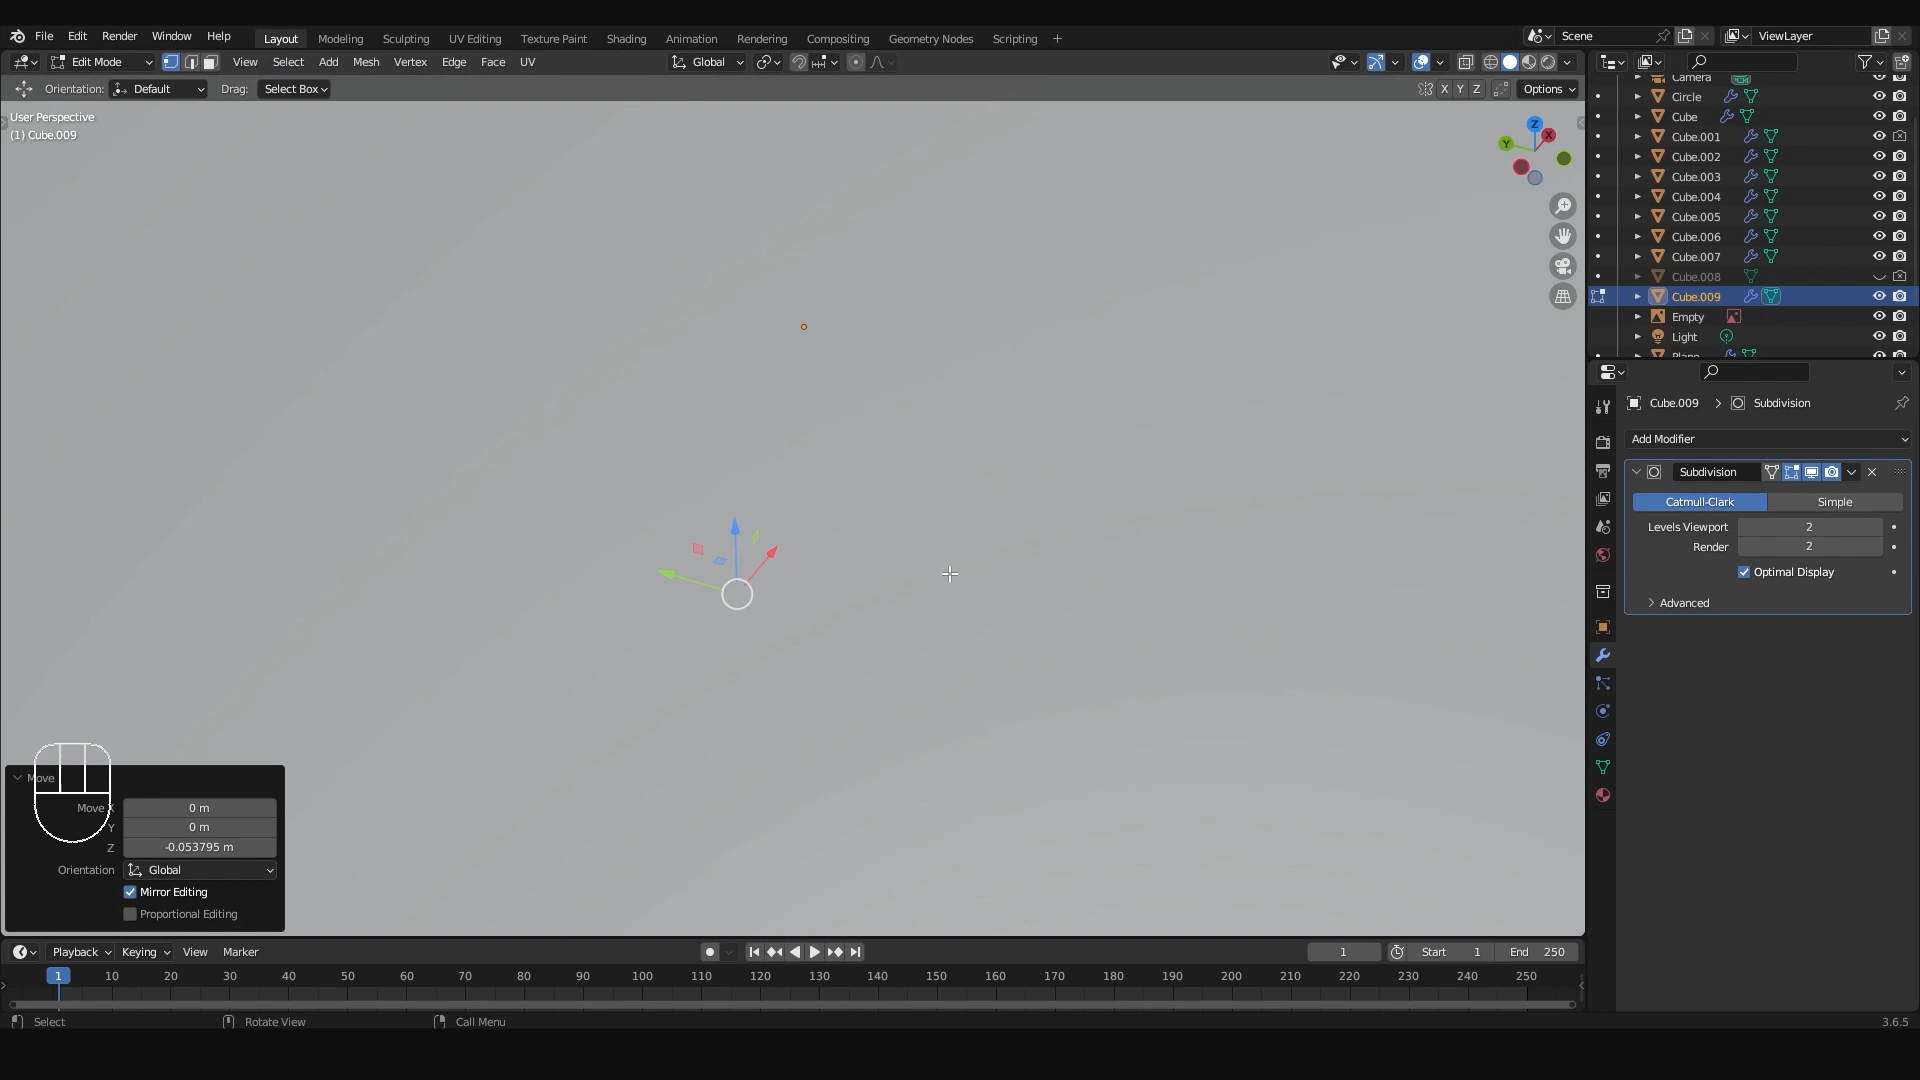 File Edit Render Window Help
Layout Modeling Sculpting UV Editing Texture Paint Shading Animation Rendering Compositing Geometry Nodes Scripting +
Scene
ViewLayer
Edit Mode View Select Add Mesh Vertex Edge Face UV
Global
Orientation: Default Drag: Select Box
X Y Z
Options
User Perspective
(1) Cube.009
Z
X
Y
Camera
Circle
Cube
Cube.001
Cube.002
Cube.003
Cube.004
Cube.005
Cube.006
Cube.007
Cube.008
Cube.009
Empty
Light
Plane
Cube.009 > Subdivision
Add Modifier
Subdivision
Catmull-Clark Simple
Levels Viewport 2
Render 2
Optimal Display
Advanced
Move
Move X 0 m
Y 0 m
Z -0.053795 m
Orientation Global
Mirror Editing
Proportional Editing
Playback Keying View Marker
1 Start 1 End 250
1 10 20 30 40 50 60 70 80 90 100 110 120 130 140 150 160 170 180 190 200 210 220 230 240 250
Select Rotate View Call Menu
3.6.5